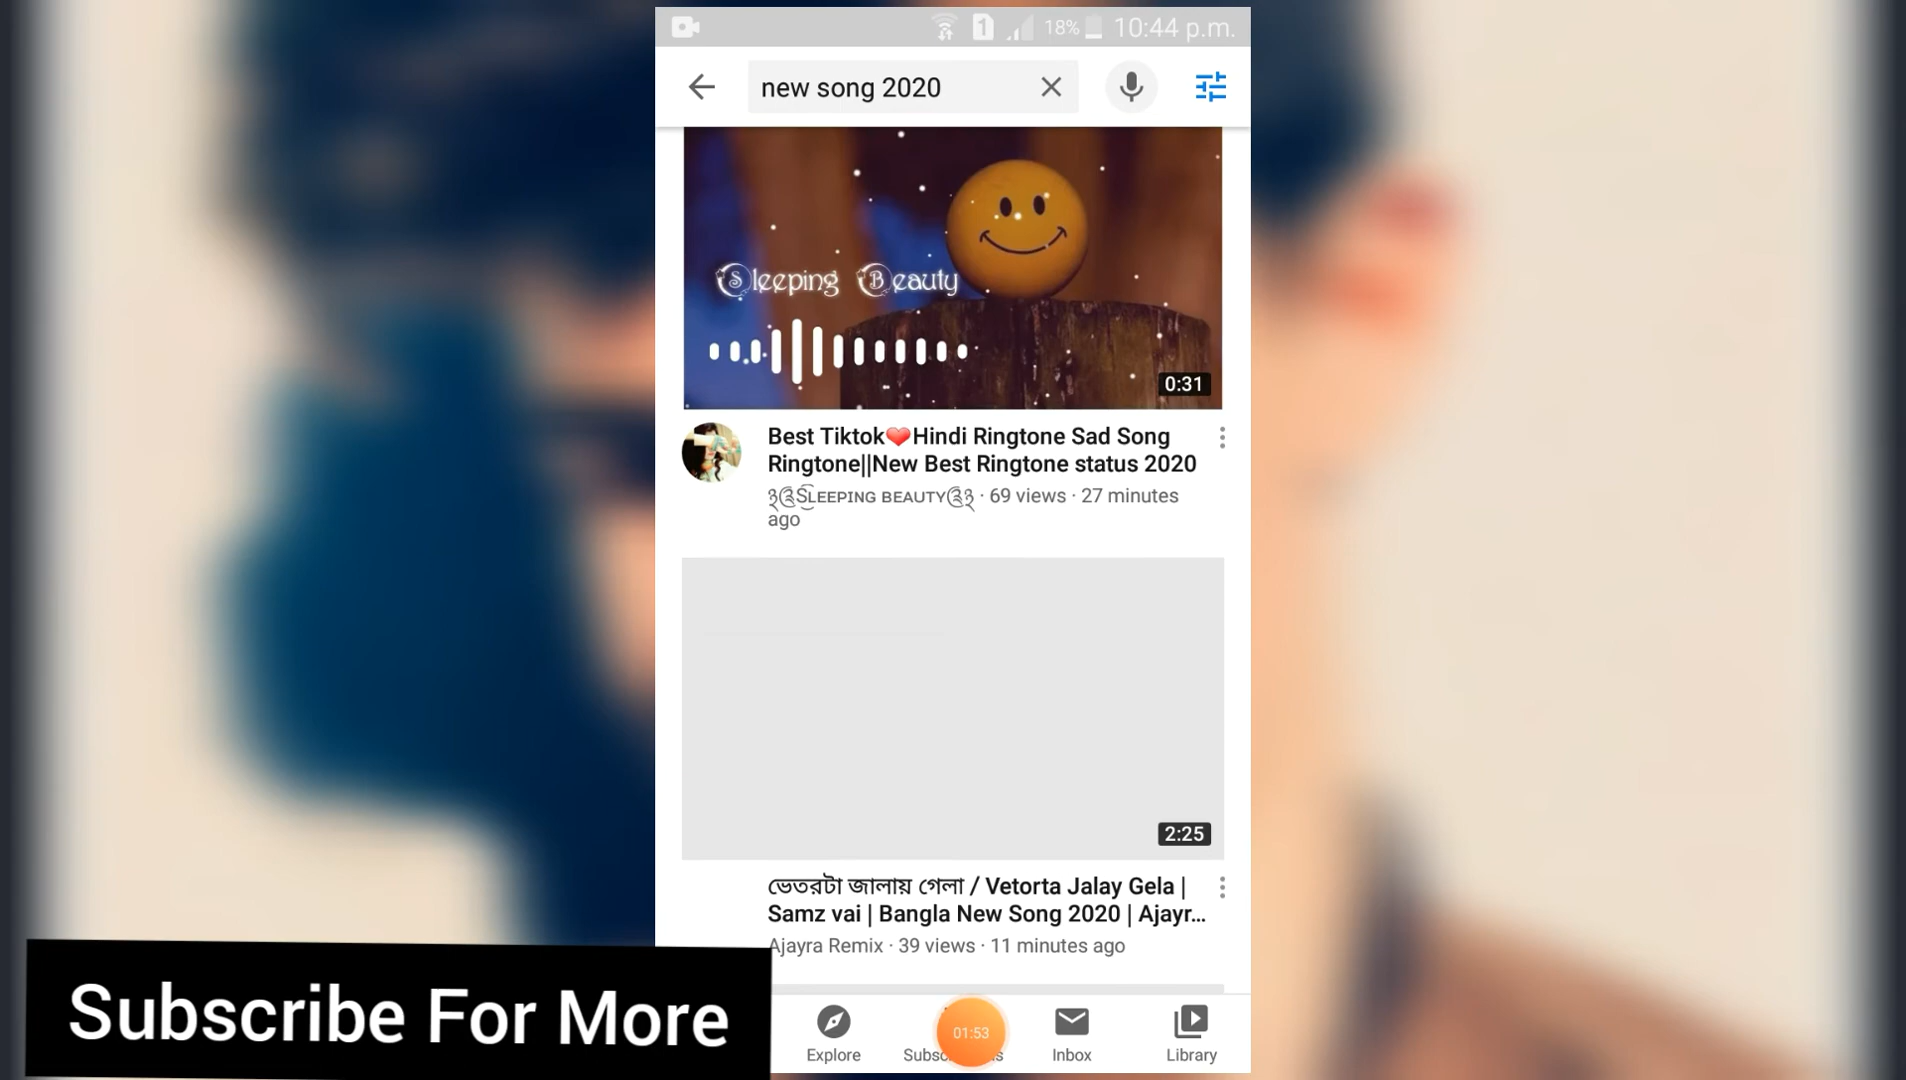 18% 10:44 p.m.
new song 2020
Sleeping Beauty
0:31
Best Tiktok❤️Hindi Ringtone Sad Song
Ringtone||New Best Ringtone status 2020
SLEEPING BEAUTY · 69 views · 27 minutes
ago
2:25
ভেতরটা জালায় গেলা / Vetorta Jalay Gela |
Samz vai | Bangla New Song 2020 | Ajayr...
Ajayra Remix · 39 views · 11 minutes ago
Subscribe For More
01:53
Explore Inbox Library